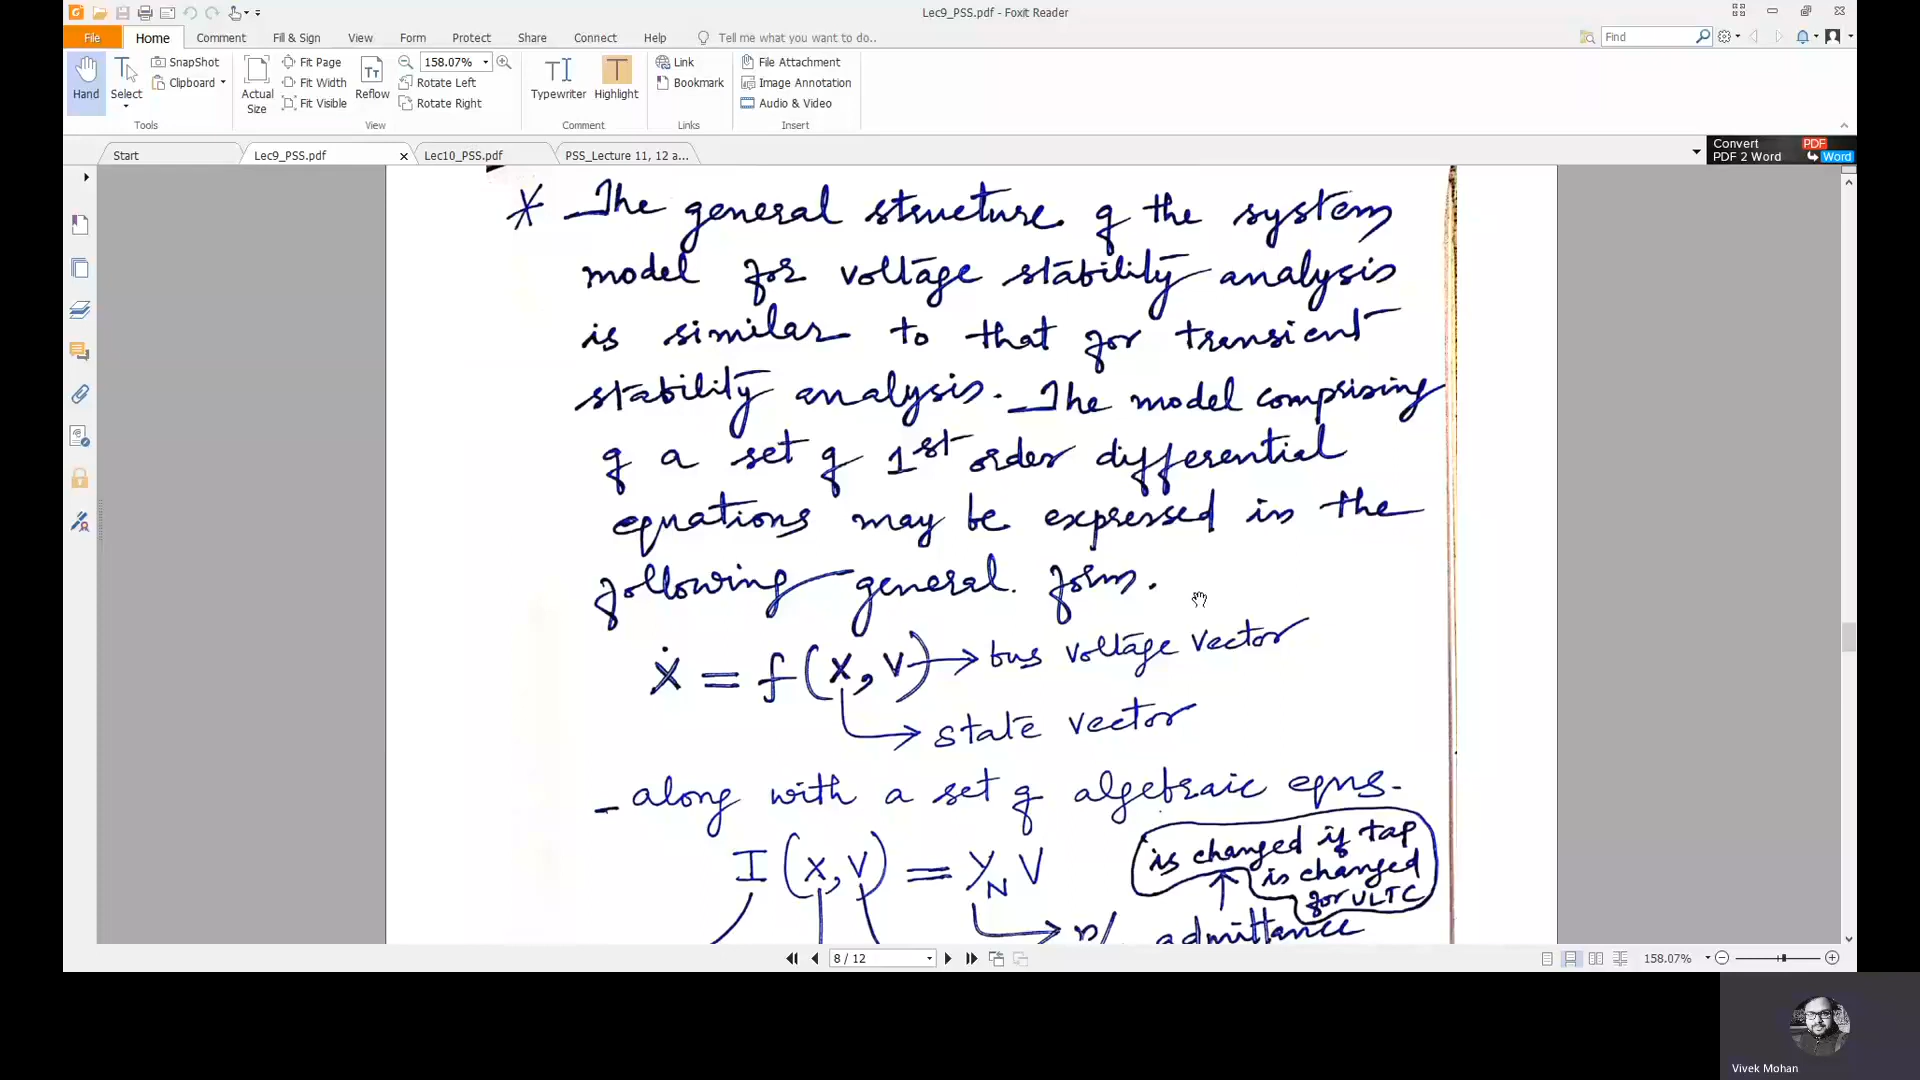 Lec9_PSS.pdf - Foxit Reader
File Home Comment Fill & Sign View Form Protect Share Connect Help Tell me what you want to do.. Find
SnapShot Fit Page 158.07% Rotate Left Link File Attachment
Hand Select Clipboard Actual Size Fit Width Reflow Rotate Right Typewriter Highlight Bookmark Image Annotation
Fit Visible Audio & Video
Tools View Comment Links Insert
Start Lec9_PSS.pdf Lec10_PSS.pdf PSS_Lecture 11, 12 a... Convert PDF 2 Word PDF Word
* The general structure of the system
model for voltage stability analysis
is similar to that for transient
stability analysis. The model comprising
of a set of 1st order differential
equations may be expressed in the
following general form.
Ẋ = f(X, V) → bus voltage vector
→ state vector
- along with a set of algebraic eqns.
I (X, V) = Y_N V
is changed if tap
is changed
for ULTC
n/ admittance
8 / 12 158.07%
Vivek Mohan